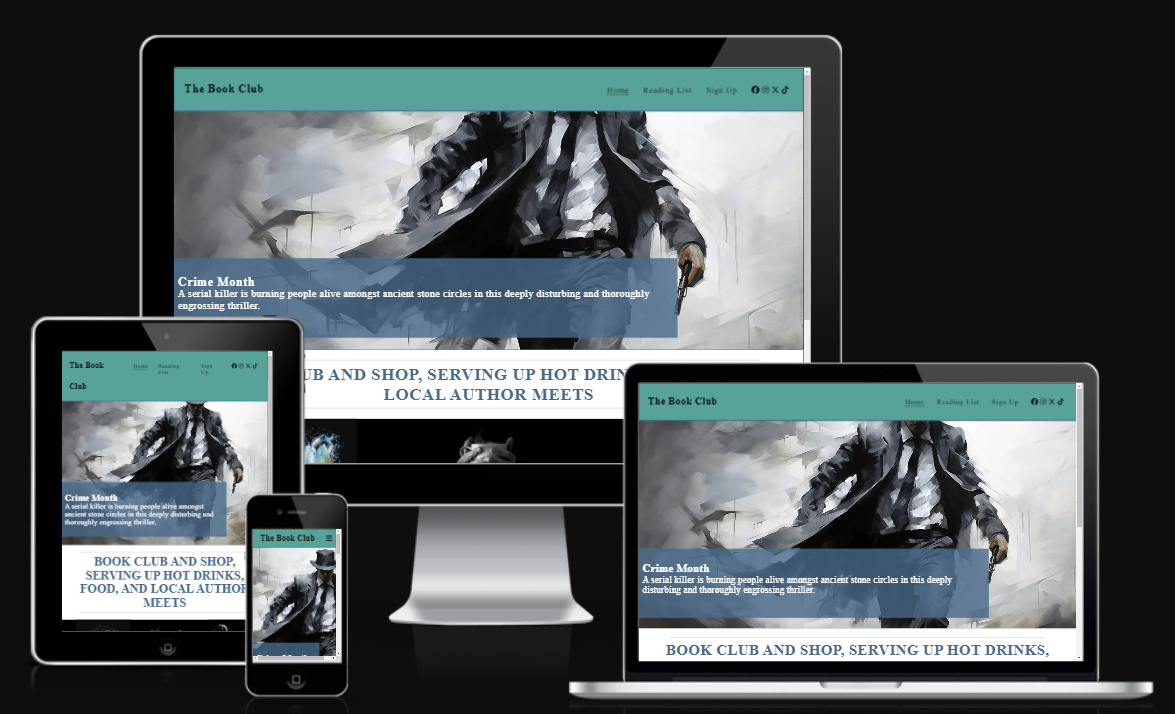 The Book Club
Home Reading List Sign Up
Crime Month
A serial killer is burning people alive amongst ancient stone circles in this deeply disturbing and thoroughly
engrossing thriller.
UB AND SHOP, SERVING UP HOT DRIN
LOCAL AUTHOR MEETS
The Book
Club
Home Reading
List Sign
Up
Crime Month
A serial killer is burning people alive amongst
ancient stone circles in this deeply disturbing and
thoroughly engrossing thriller.
BOOK CLUB AND SHOP,
SERVING UP HOT DRINKS,
FOOD, AND LOCAL AUTHOR
MEETS
The Book Club
The Book Club
Home Reading List Sign Up
Crime Month
A serial killer is burning people alive amongst ancient stone circles in this deeply
disturbing and thoroughly engrossing thriller.
BOOK CLUB AND SHOP, SERVING UP HOT DRINKS,